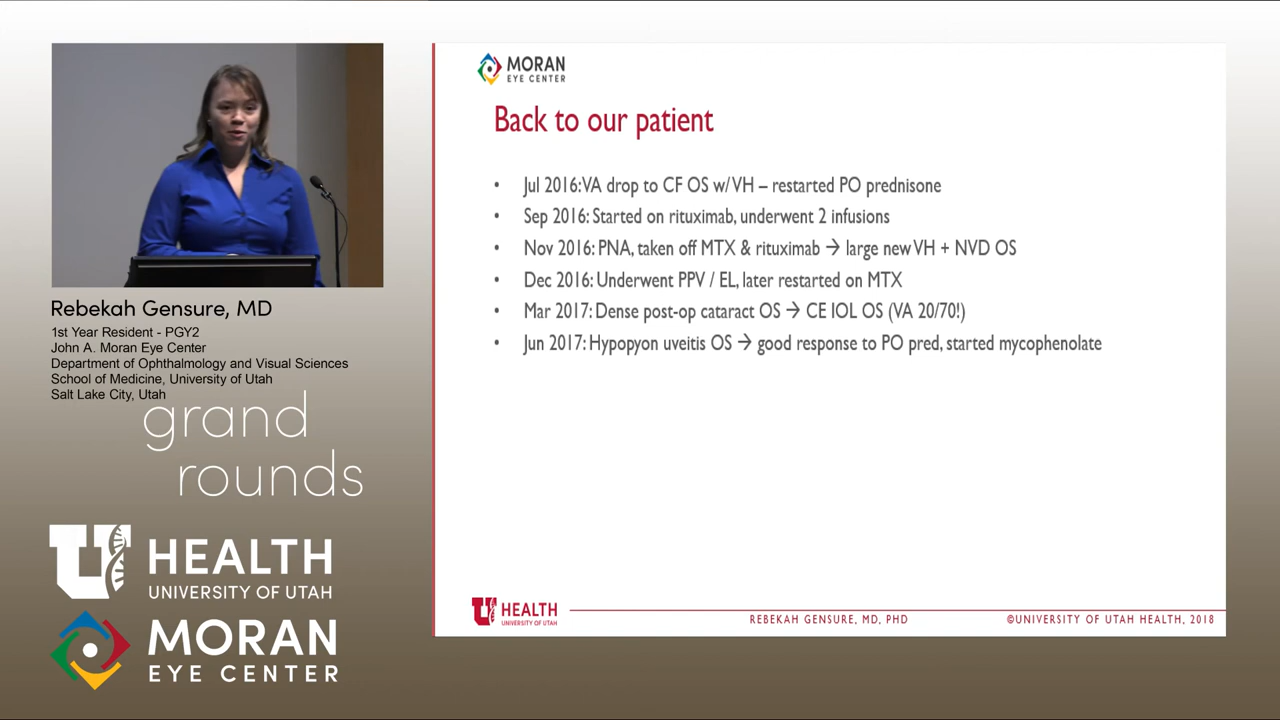 Rebekah Gensure, MD
1st Year Resident - PGY2
John A. Moran Eye Center
Department of Ophthalmology and Visual Sciences
School of Medicine, University of Utah
Salt Lake City, Utah
grand
rounds
U HEALTH
UNIVERSITY OF UTAH
MORAN
EYE CENTER
MORAN
EYE CENTER
Back to our patient
• Jul 2016: VA drop to CF OS w/ VH – restarted PO prednisone
• Sep 2016: Started on rituximab, underwent 2 infusions
• Nov 2016: PNA, taken off MTX & rituximab → large new VH + NVD OS
• Dec 2016: Underwent PPV / EL, later restarted on MTX
• Mar 2017: Dense post-op cataract OS → CE IOL OS (VA 20/70!)
• Jun 2017: Hypopyon uveitis OS → good response to PO pred, started mycophenolate
U HEALTH
UNIVERSITY OF UTAH
REBEKAH GENSURE, MD, PHD
©UNIVERSITY OF UTAH HEALTH, 2018